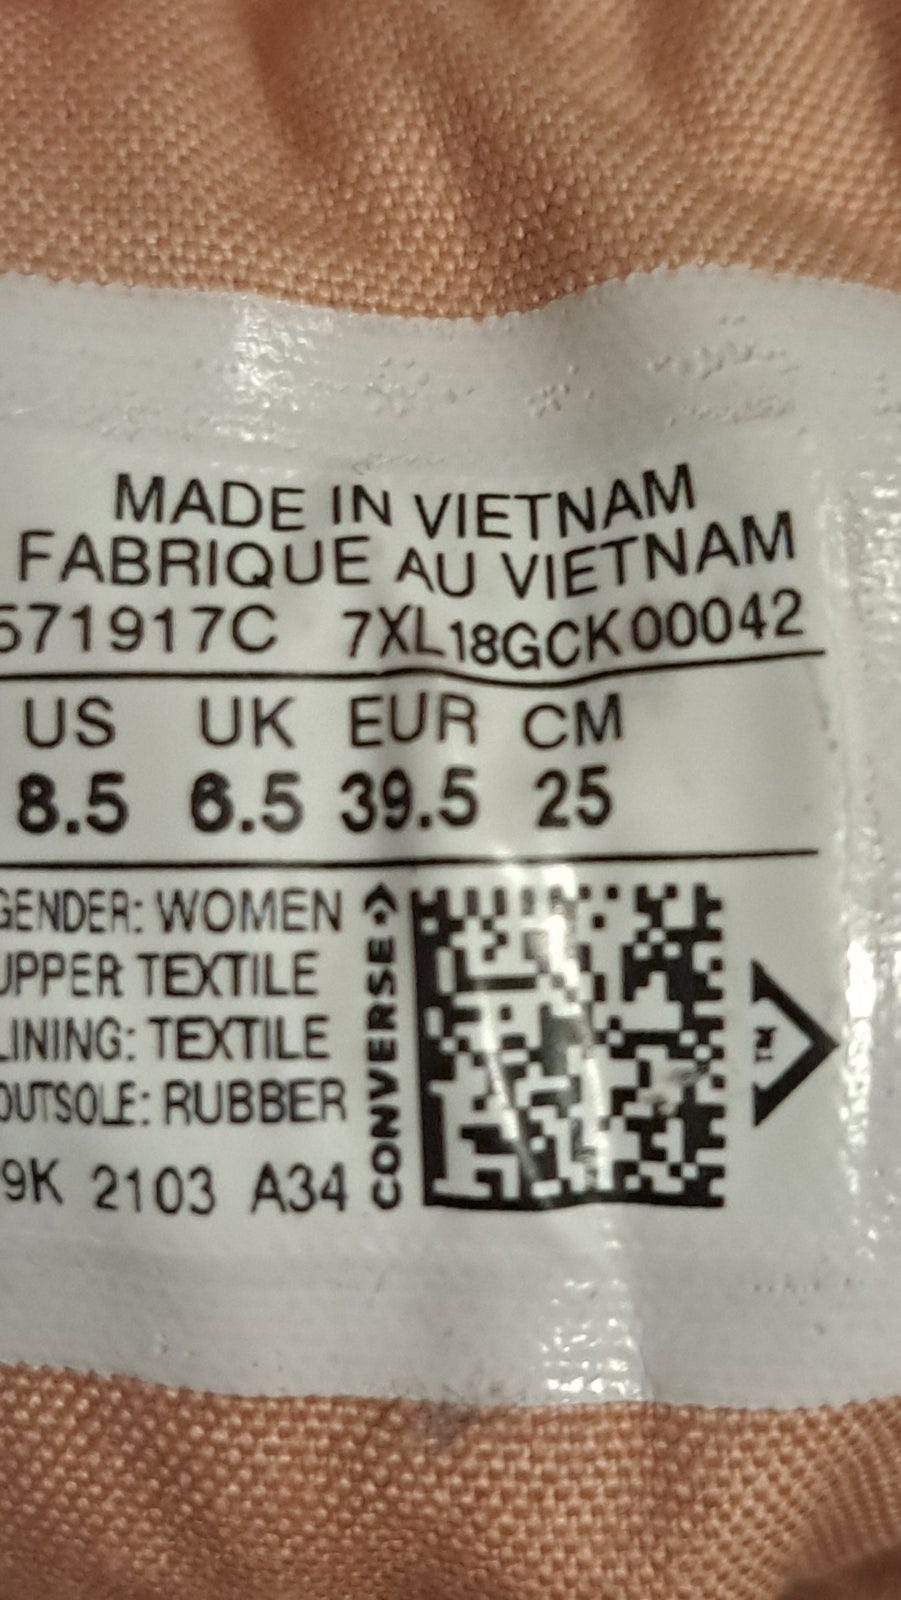 MADE IN VIETNAM
FABRIQUE AU VIETNAM
571917C 7XL18GCK00042
US UK EUR CM
8.5 6.5 39.5 25
GENDER: WOMEN
UPPER TEXTILE
LINING: TEXTILE
OUTSOLE: RUBBER
9K 2103 A34
CONVERSE
TM